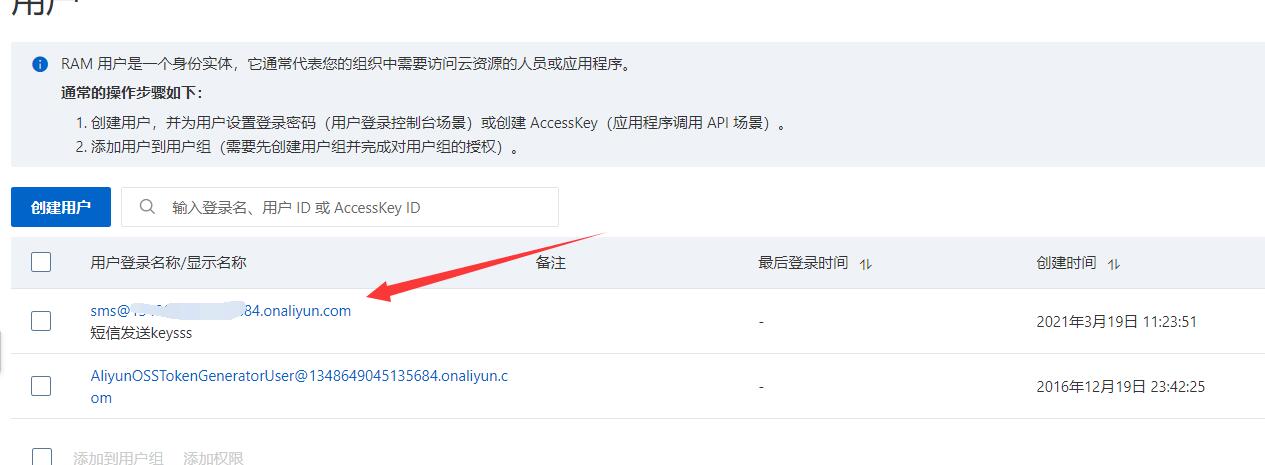 用户
RAM 用户是一个身份实体，它通常代表您的组织中需要访问云资源的人员或应用程序。
通常的操作步骤如下：
1. 创建用户，并为用户设置登录密码（用户登录控制台场景）或创建 AccessKey（应用程序调用 API 场景）。
2. 添加用户到用户组（需要先创建用户组并完成对用户组的授权）。
创建用户 输入登录名、用户 ID 或 AccessKey ID
用户登录名称/显示名称 备注 最后登录时间 创建时间
sms@ 84.onaliyun.com
短信发送keysss - 2021年3月19日 11:23:51
AliyunOSSTokenGeneratorUser@1348649045135684.onaliyun.c
om - 2016年12月19日 23:42:25
添加到用户组 添加权限